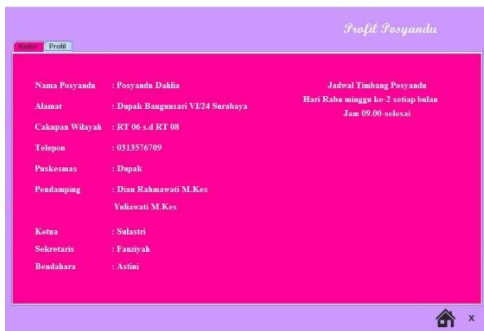 Profil Posyandu
Kader Profil
Nama Posyandu : Posyandu Dahlia
Alamat : Dupak Bangunsari VI/24 Surabaya
Cakupan Wilayah : RT 06 s.d RT 08
Telepon : 0313576709
Puskesmas : Dupak
Pendamping : Dian Rahmawati M.Kes
Yuliawati M.Kes
Ketua : Sulastri
Sekretaris : Fauziyah
Bendahara : Astini
Jadwal Timbang Posyandu
Hari Rabu minggu ke-2 setiap bulan
Jam 09.00-selesai
X